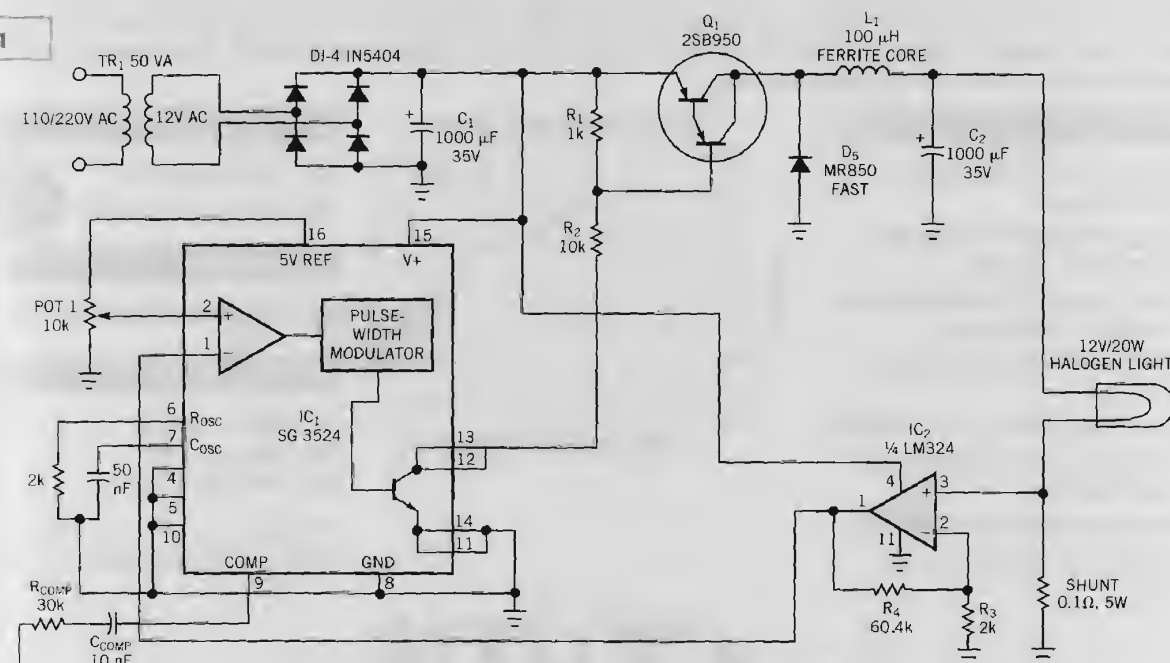 1
TR1 50 VA
DI-4 IN5404
110/220V AC
12V AC
+
C1
1000 µF
35V
R1
1k
R2
10k
Q1
2SB950
L1
100 µH
FERRITE CORE
D5
MR850
FAST
+
C2
1000 µF
35V
16
15
5V REF
V+
POT 1
10k
2
+
1
−
PULSE-
WIDTH
MODULATOR
6
ROSC
7
COSC
IC1
SG 3524
2k
50
nF
4
5
10
13
12
14
11
COMP
9
GND
8
RCOMP
30k
CCOMP
10 nF
12V/20W
HALOGEN LIGHT
IC2
¼ LM324
4
1
+
3
−
2
11
R4
60.4k
R3
2k
SHUNT
0.1Ω, 5W